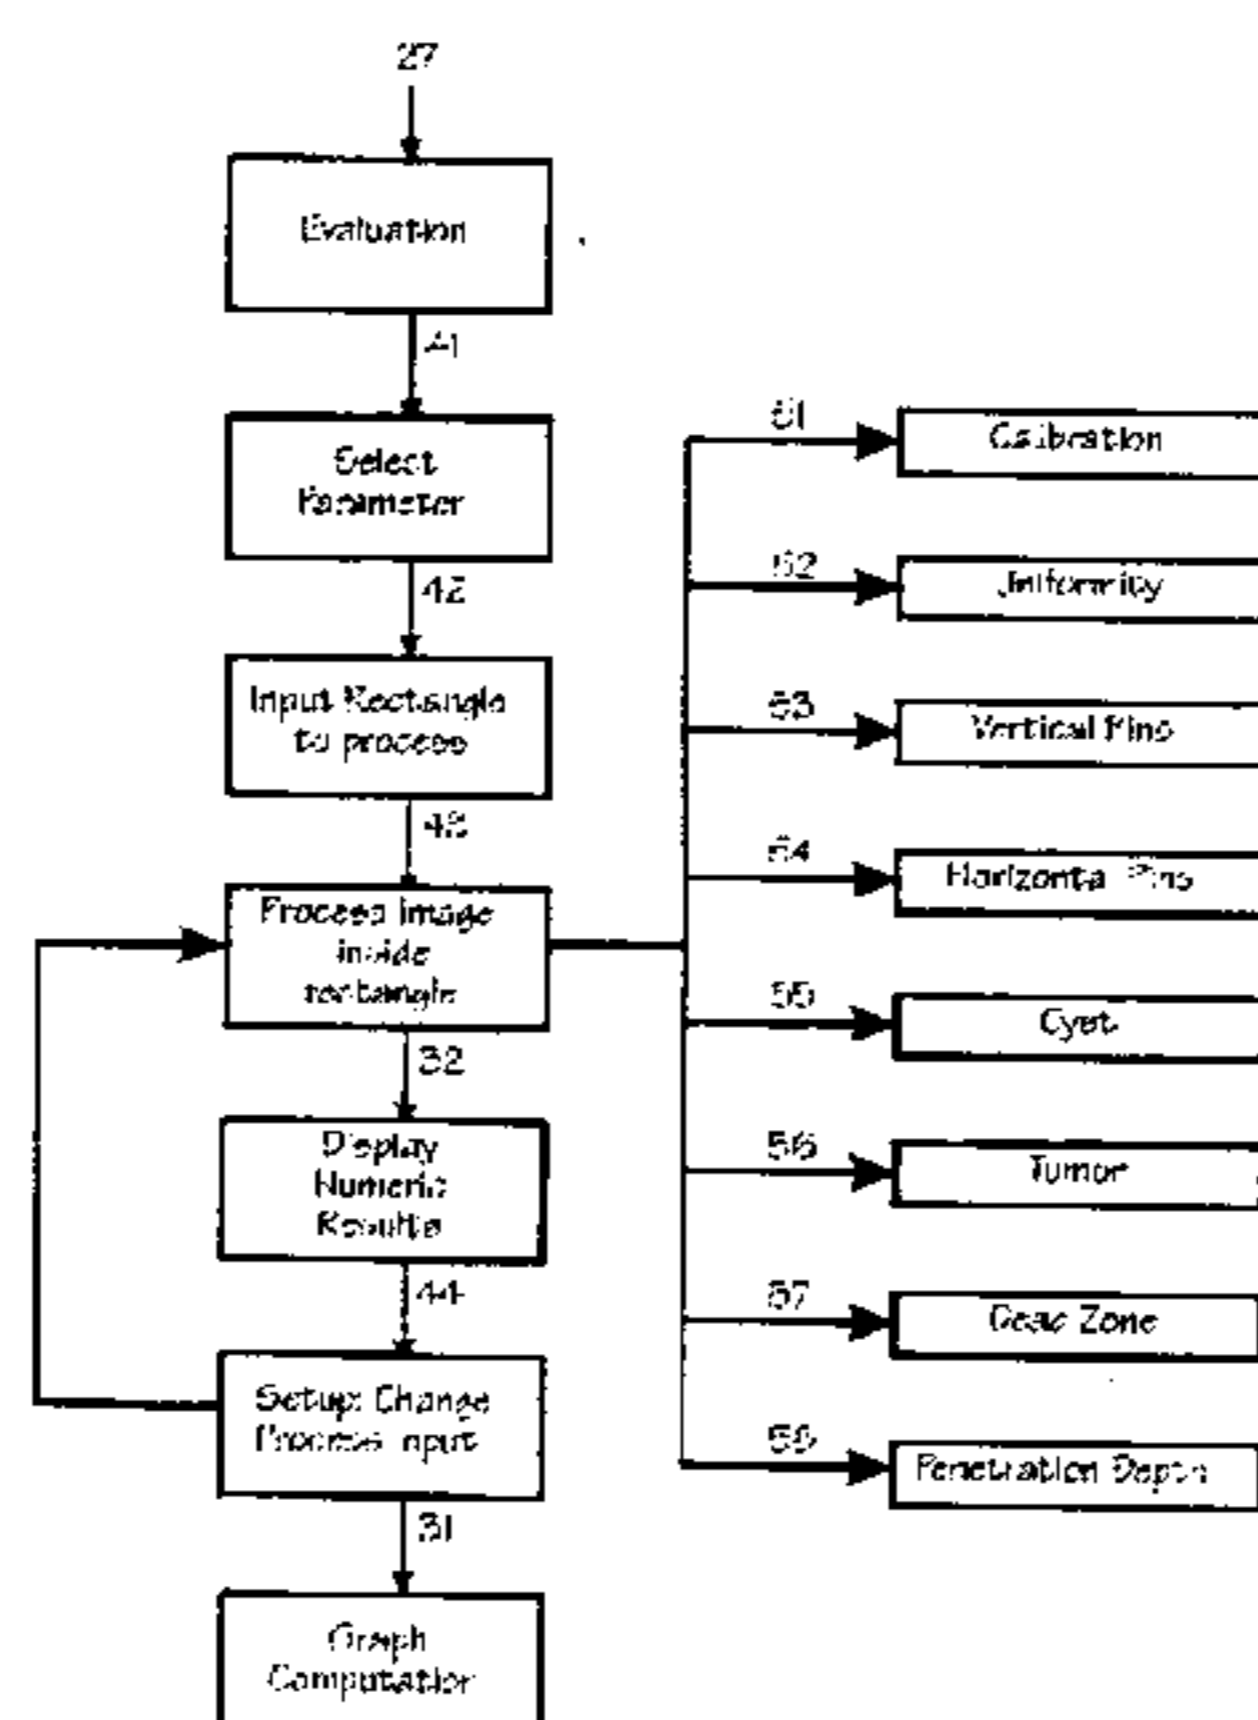 27
Evaluation
41
Select
Parameter
42
Input Rectangle
to process
43
Process image
inside
rectangle
32
Display
Numeric
Results
44
Setup: Change
Process input
31
Graph
Computation
51
Calibration
52
Uniformity
53
Vertical Pins
54
Horizontal Pins
55
Cyst
56
Tumor
57
Dead Zone
Penetration Depth